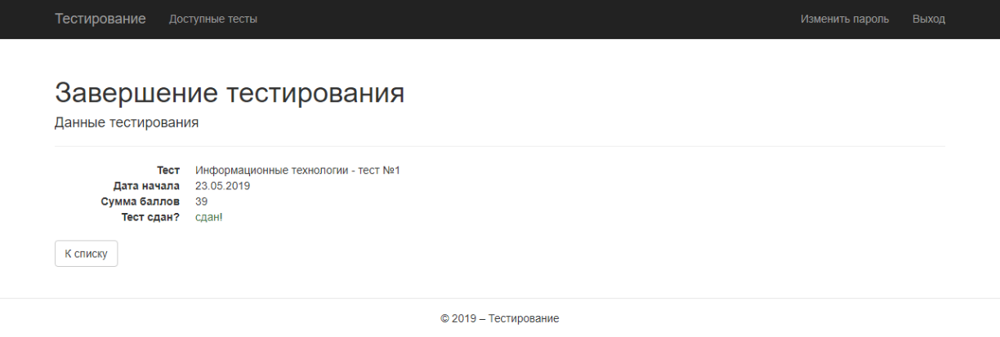 Тестирование Доступные тесты Изменить пароль Выход
Завершение тестирования
Данные тестирования
Тест Информационные технологии - тест №1
Дата начала 23.05.2019
Сумма баллов 39
Тест сдан? сдан!
К списку
© 2019 – Тестирование